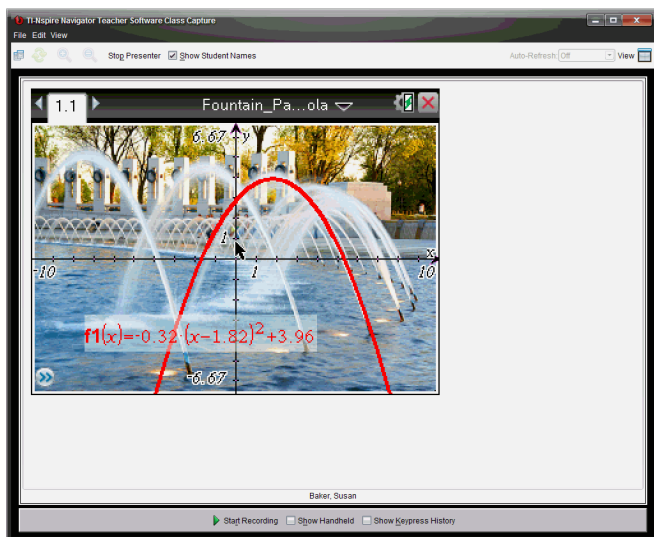 TI-Nspire Navigator Teacher Software Class Capture
File Edit View
Stop Presenter Show Student Names Auto-Refresh: Off View
1.1 Fountain_Pa...ola
6.67 y
1
x
-10 1 10
f1(x)=-0.32·(x-1.82)²+3.96
-6.67
Baker, Susan
Start Recording Show Handheld Show Keypress History